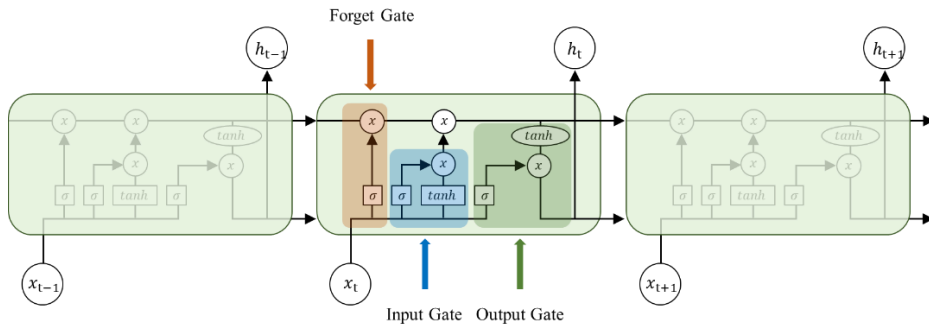 Forget Gate
h_{t−1}
h_t
h_{t+1}
x x
tanh
x x
σ σ tanh σ
x x
tanh
x x
σ σ tanh σ
x x
tanh
x x
σ σ tanh σ
x_{t−1}
x_t
x_{t+1}
Input Gate
Output Gate